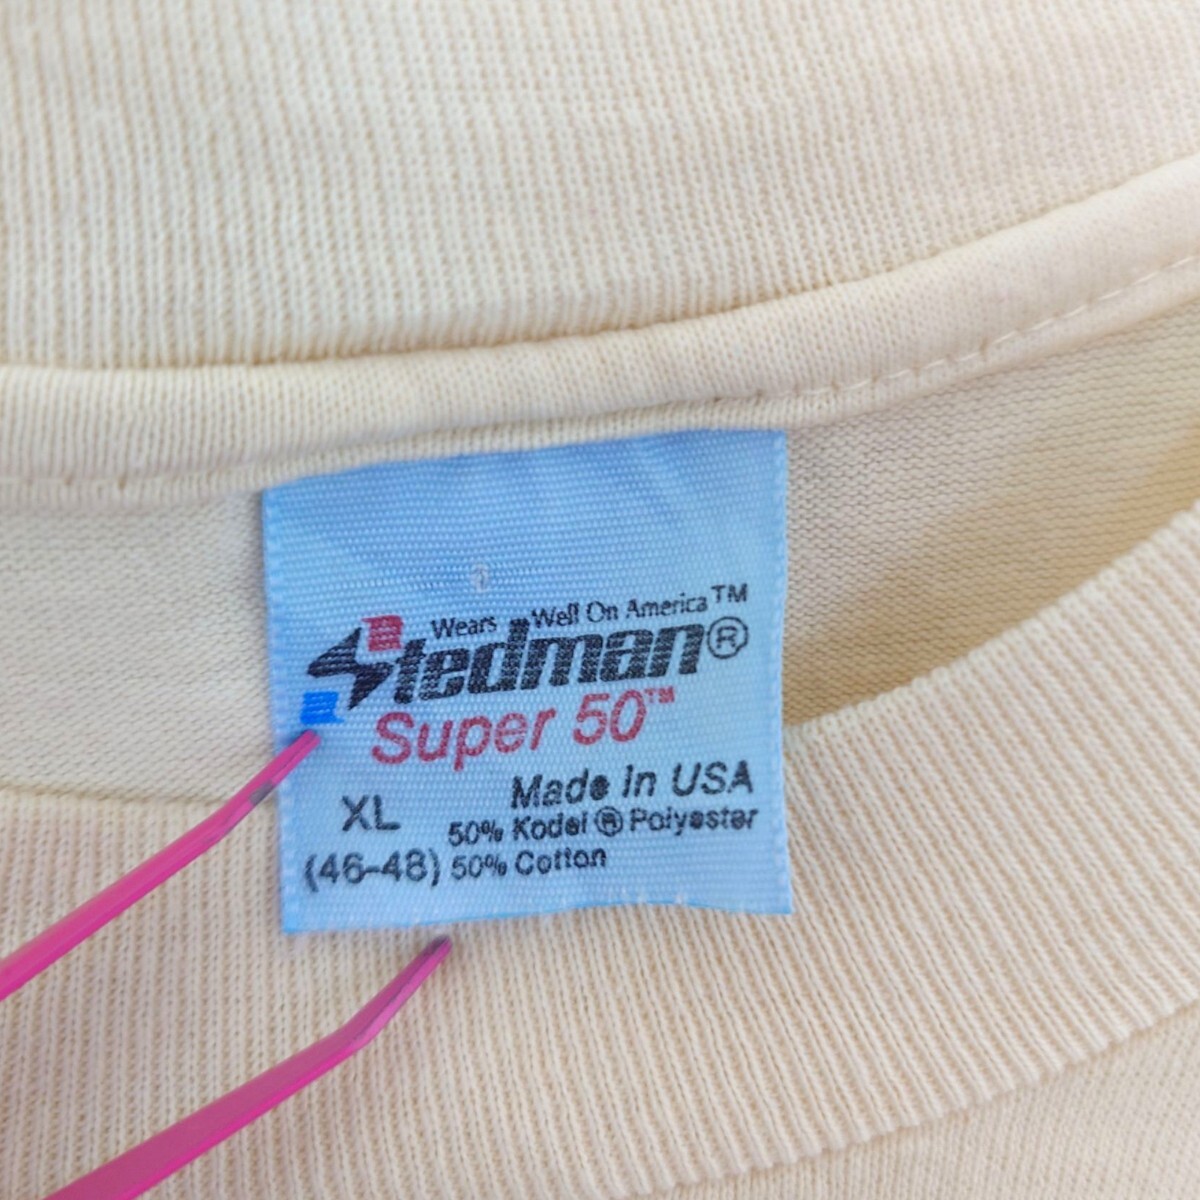 Wears Well On America™
Stedman®
Super 50™
Made in USA
XL
50% Kodel® Polyester
(46-48) 50% Cotton